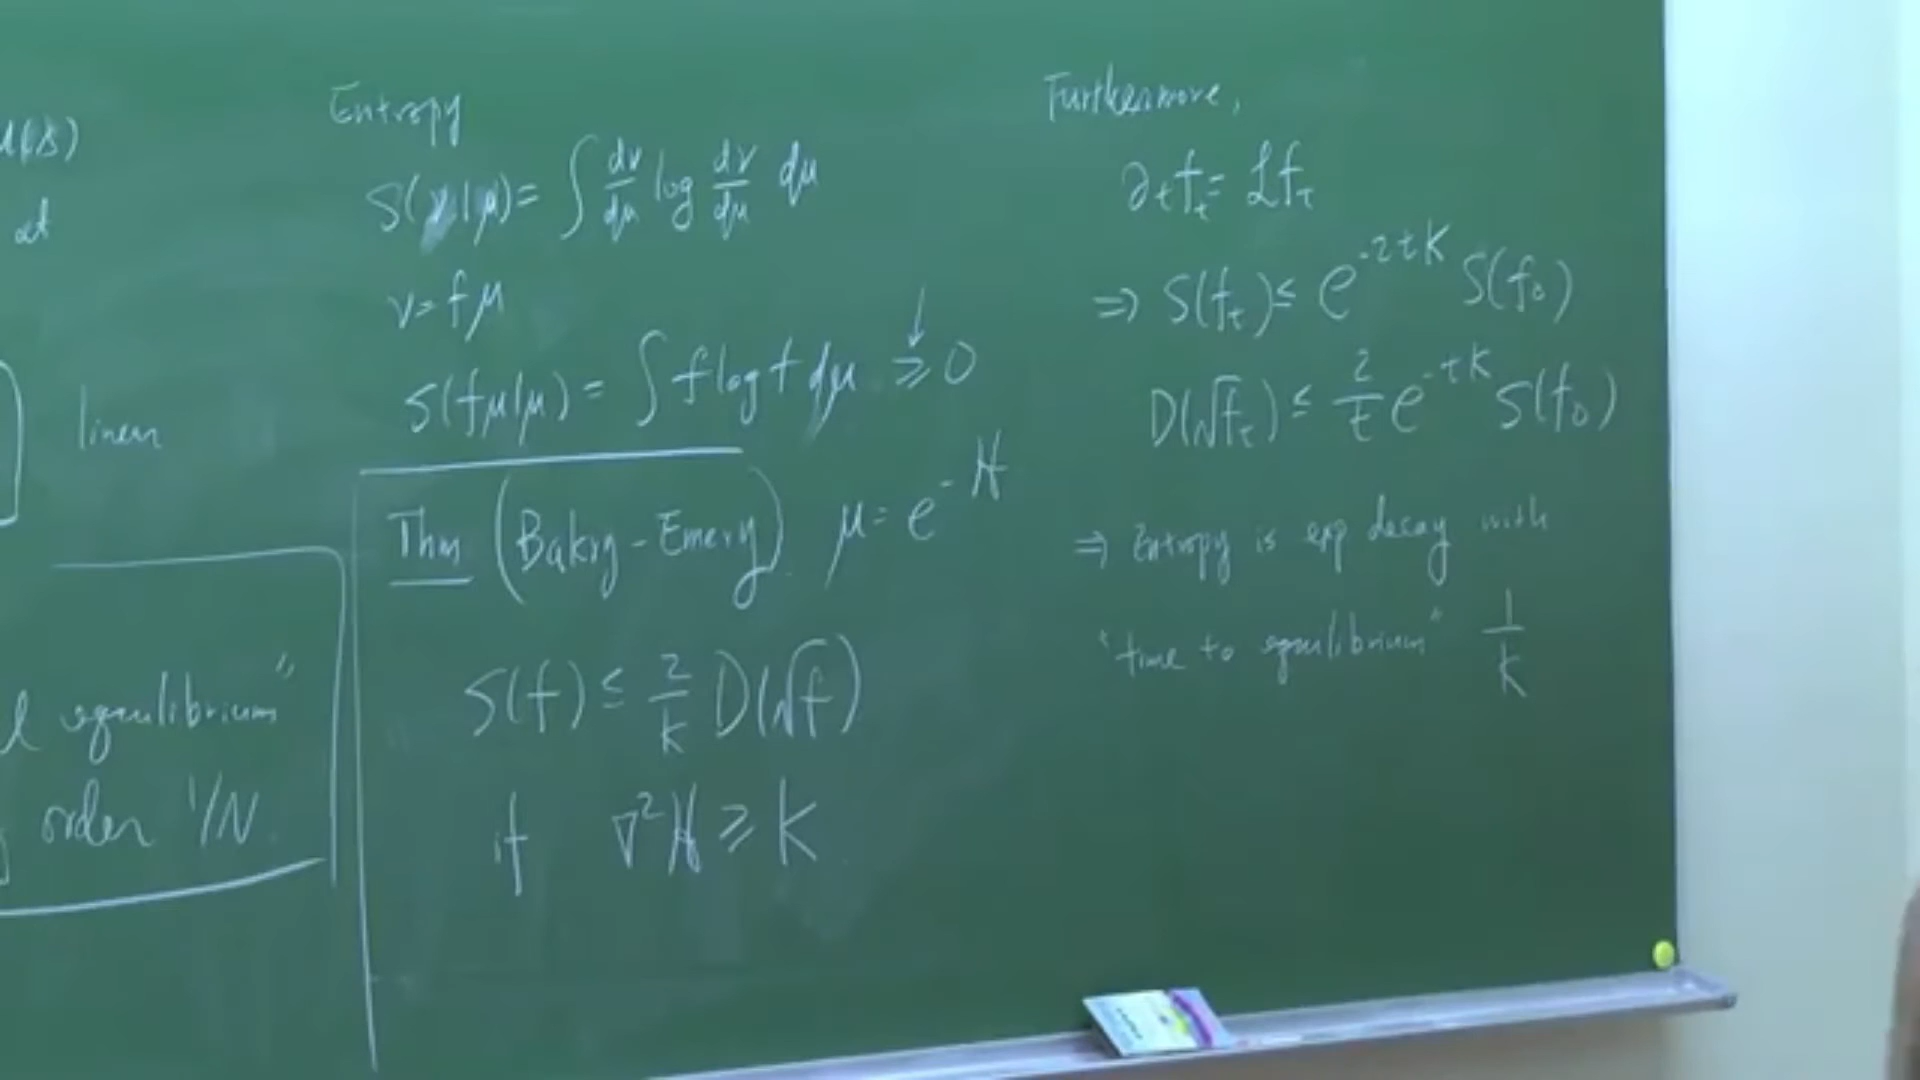 at
linear
l equilibrium"
order 1/N.
Entropy
S(ν|μ) = ∫ dν/dμ log dν/dμ dμ
ν = fμ
S(fμ|μ) = ∫ f log f dμ ≥ 0
Thm (Bakry-Emery) μ = e^{-H}
S(f) ≤ 2/K D(√f)
if ∇²H ≥ K
Furthermore,
∂_t f_t = ℒf_t
⇒ S(f_t) ≤ e^{-2tK} S(f_0)
D(√f_t) ≤ 2/t e^{-tK} S(f_0)
⇒ Entropy is exp decay with
"time to equilibrium" 1/K